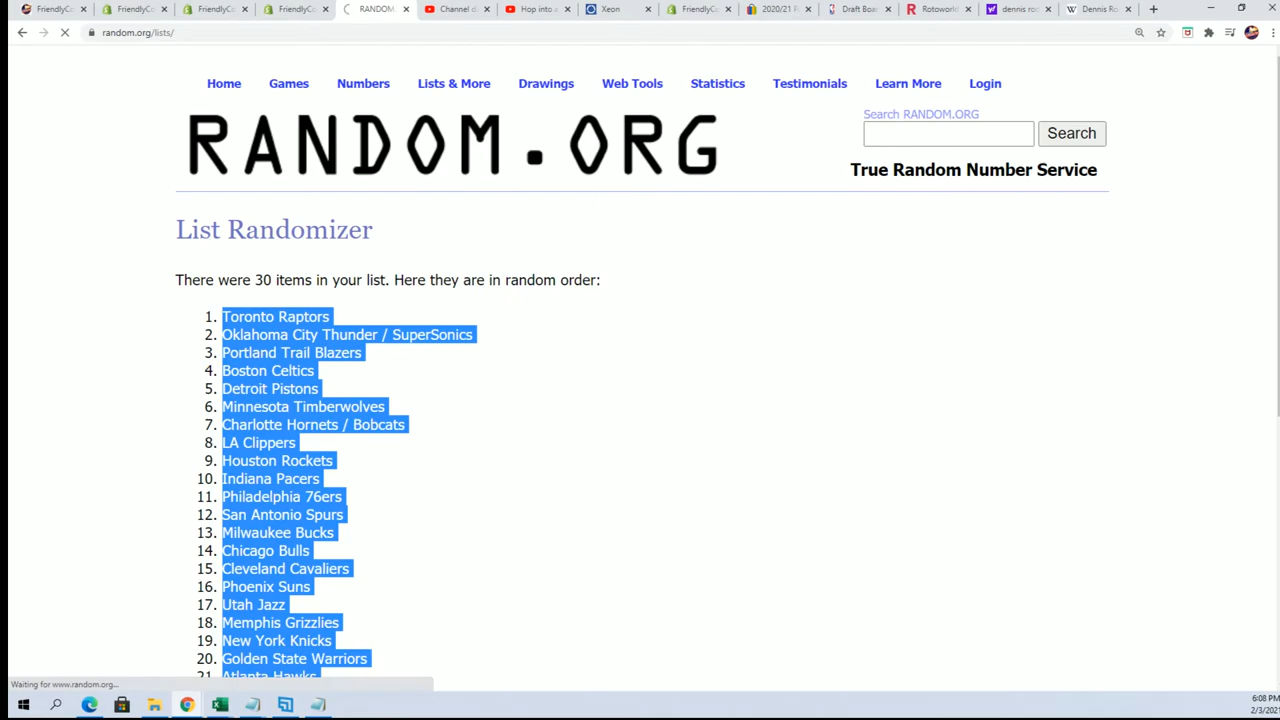 FriendlyCo
FriendlyCo
FriendlyCo
FriendlyCo
RANDOM.
Channel d
Hop into a
Xeon
FriendlyCo
2020/21 P
Draft Boar
Rotoworld
dennis rod
Dennis Ro
random.org/lists/
Home Games Numbers Lists & More Drawings Web Tools Statistics Testimonials Learn More Login
RANDOM.ORG
Search RANDOM.ORG
Search
True Random Number Service
List Randomizer
There were 30 items in your list. Here they are in random order:
1. Toronto Raptors
2. Oklahoma City Thunder / SuperSonics
3. Portland Trail Blazers
4. Boston Celtics
5. Detroit Pistons
6. Minnesota Timberwolves
7. Charlotte Hornets / Bobcats
8. LA Clippers
9. Houston Rockets
10. Indiana Pacers
11. Philadelphia 76ers
12. San Antonio Spurs
13. Milwaukee Bucks
14. Chicago Bulls
15. Cleveland Cavaliers
16. Phoenix Suns
17. Utah Jazz
18. Memphis Grizzlies
19. New York Knicks
20. Golden State Warriors
21. Atlanta Hawks
Waiting for www.random.org...
6:08 PM
2/3/2021